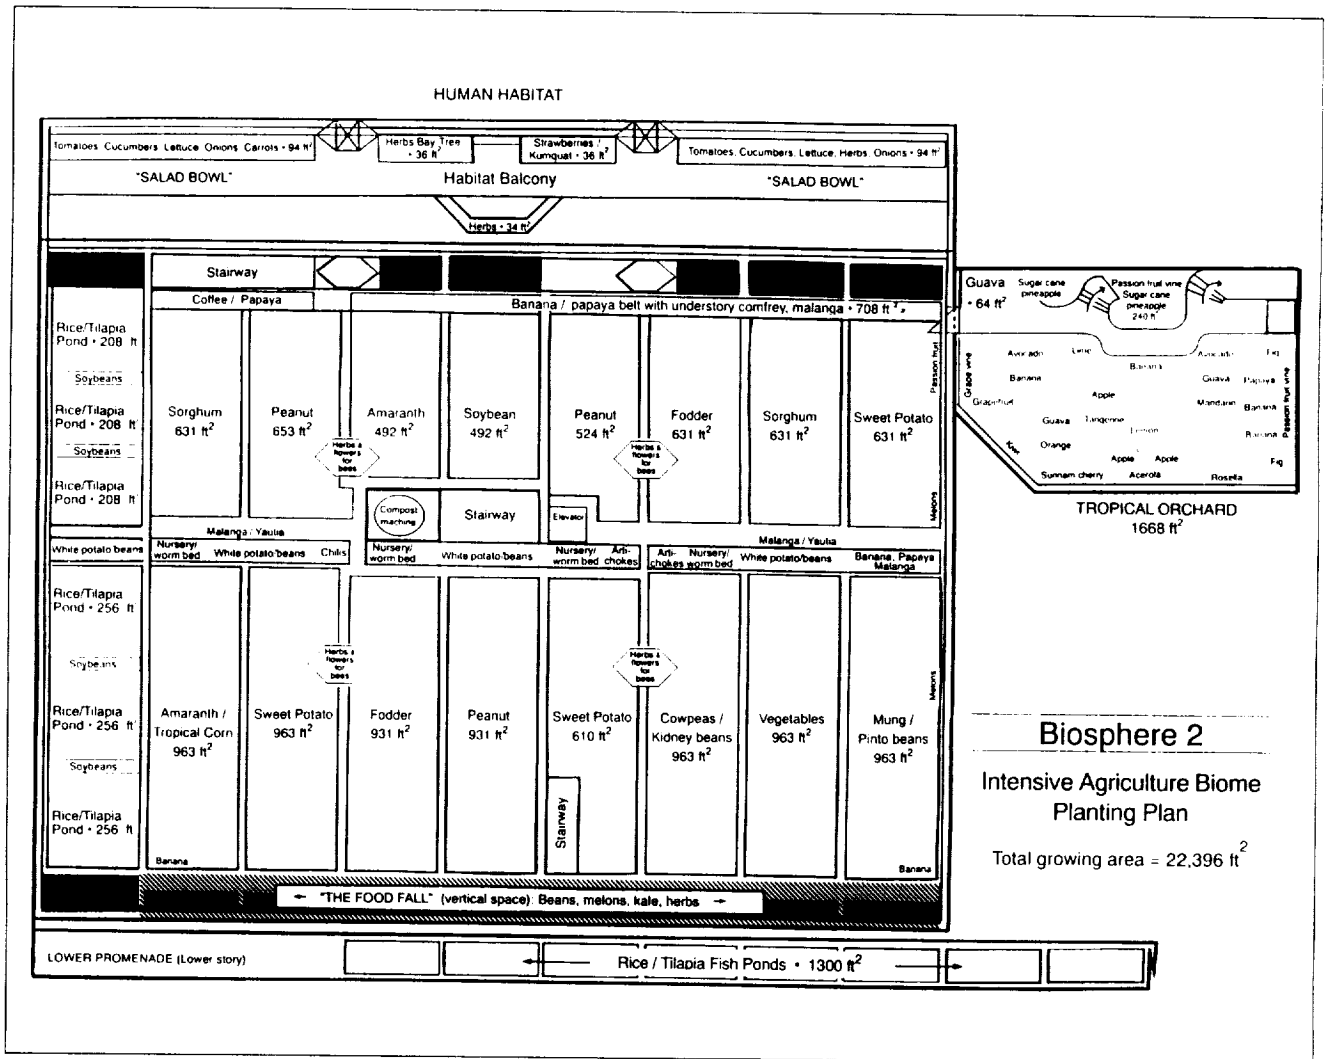 HUMAN HABITAT
Tomatoes, Cucumbers, Lettuce, Onions, Carrots • 94 ft²
Herbs Bay Tree
• 36 ft²
Strawberries /
Kumquat • 36 ft²
Tomatoes, Cucumbers, Lettuce, Herbs, Onions • 94 ft²
"SALAD BOWL"
Habitat Balcony
"SALAD BOWL"
Herbs • 34 ft²
Stairway
Coffee / Papaya
Banana / papaya belt with understory comfrey, malanga • 708 ft²
Rice/Tilapia
Pond • 208 ft
Soybeans
Rice/Tilapia
Pond • 208 ft
Soybeans
Rice/Tilapia
Pond • 208 ft
Sorghum
631 ft²
Peanut
653 ft²
Amaranth
492 ft²
Soybean
492 ft²
Peanut
524 ft²
Fodder
631 ft²
Sorghum
631 ft²
Sweet Potato
631 ft²
Passion fruit
Melons
Herbs &
flowers
for
bees
Herbs &
flowers
for
bees
Compost
machine
Stairway
Elevator
Malanga / Yautia
Malanga / Yautia
White potato/beans
Nursery/
worm bed
White potato/beans
Chilis
Nursery/
worm bed
White potato/beans
Nursery/
worm bed
Arti-
chokes
Arti-
chokes
Nursery/
worm bed
White potato/beans
Banana, Papaya
Malanga
Rice/Tilapia
Pond • 256 ft
Soybeans
Rice/Tilapia
Pond • 256 ft
Soybeans
Rice/Tilapia
Pond • 256 ft
Herbs &
flowers
for
bees
Herbs &
flowers
for
bees
Amaranth /
Tropical Corn
963 ft²
Sweet Potato
963 ft²
Fodder
931 ft²
Peanut
931 ft²
Sweet Potato
610 ft²
Cowpeas /
Kidney beans
963 ft²
Vegetables
963 ft²
Mung /
Pinto beans
963 ft²
Melons
Stairway
Banana
Banana
← "THE FOOD FALL" (vertical space): Beans, melons, kale, herbs →
LOWER PROMENADE (Lower story)
Rice / Tilapia Fish Ponds • 1300 ft²
Guava
• 64 ft²
Sugar cane
pineapple
Passion fruit vine
Sugar cane
pineapple
240 ft
Grape vine
Avocado
Lime
Banana
Avocado
Fig
Banana
Guava
Papaya
Grapefruit
Apple
Mandarin
Banana
Passion fruit vine
Guava
Tangerine
Lemon
Banana
Kiwi
Orange
Apple
Apple
Fig
Surinam cherry
Acerola
Rosella
TROPICAL ORCHARD
1668 ft²
Biosphere 2
Intensive Agriculture Biome
Planting Plan
Total growing area = 22,396 ft²